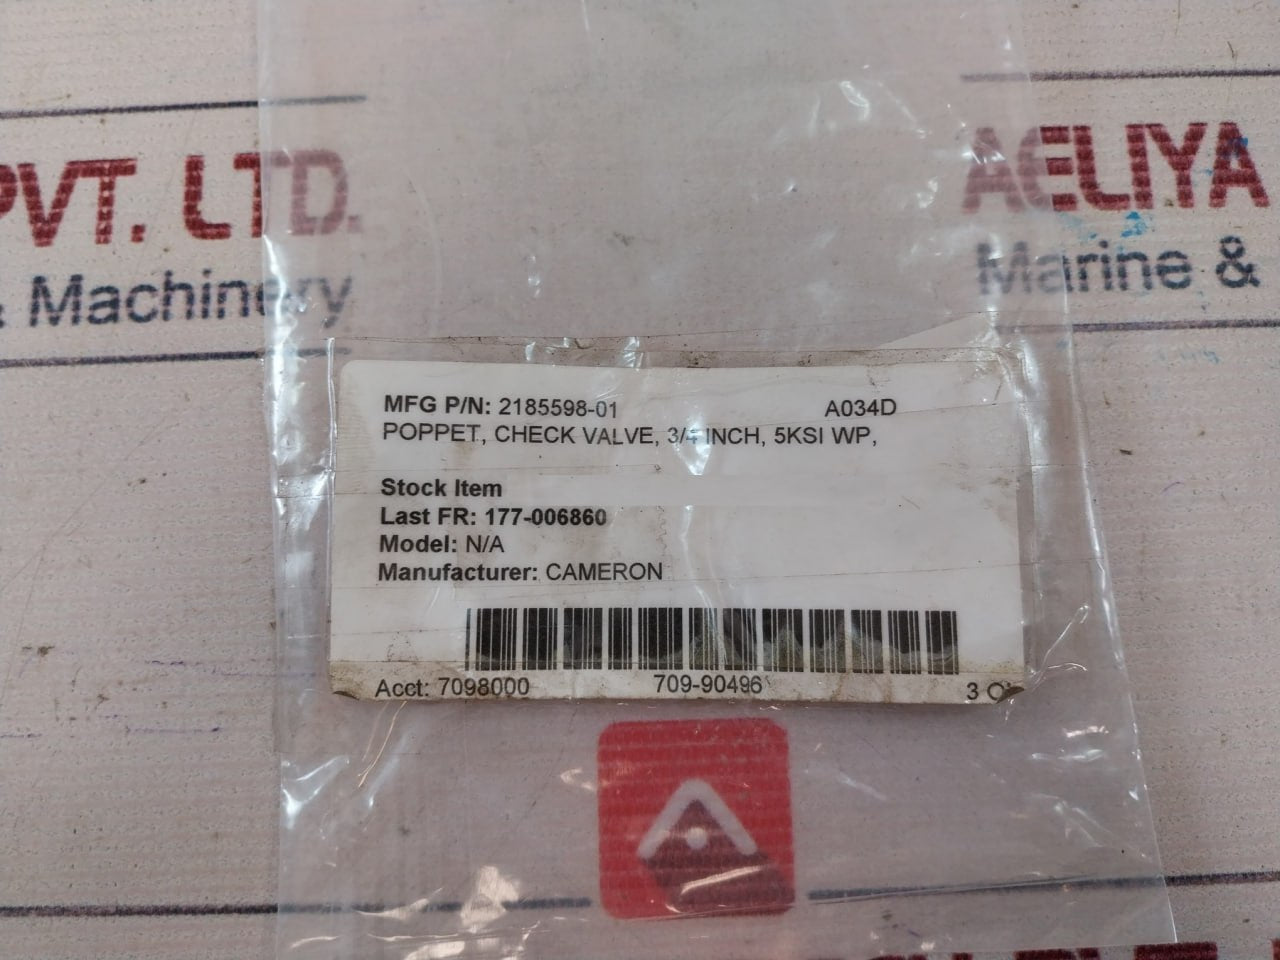 PVT. LTD.
AELIYA
& Machinery
Marine &
MFG P/N: 2185598-01 A034D
POPPET, CHECK VALVE, 3/4 INCH, 5KSI WP,
Stock Item
Last FR: 177-006860
Model: N/A
Manufacturer: CAMERON
Acct: 7098000 709-90496 3